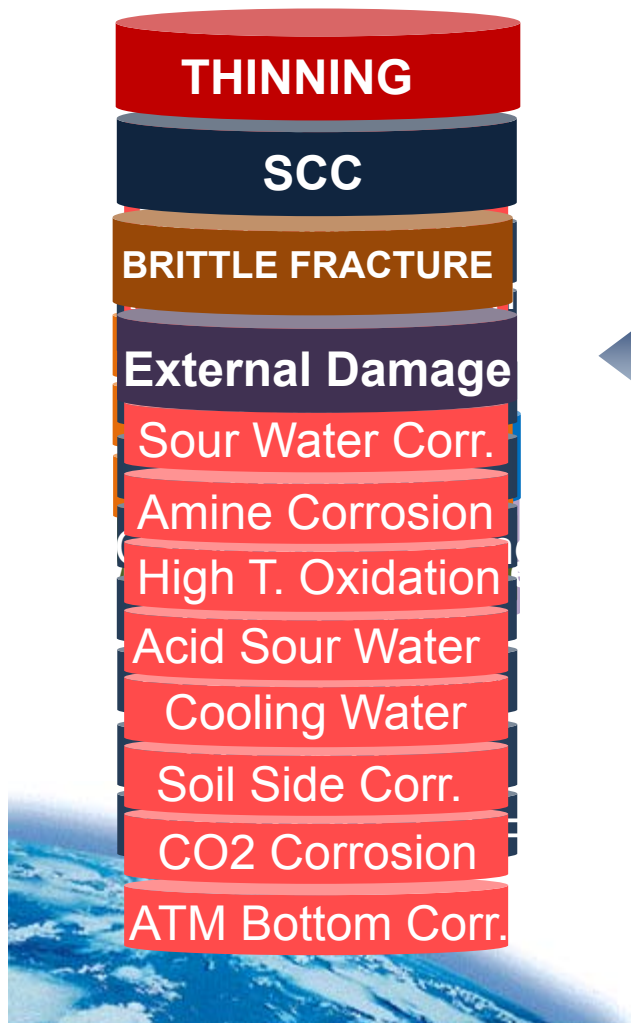 THINNING
SCC
BRITTLE FRACTURE
External Damage
Sour Water Corr.
Amine Corrosion
High T. Oxidation
Acid Sour Water
Cooling Water
Soil Side Corr.
CO2 Corrosion
ATM Bottom Corr.